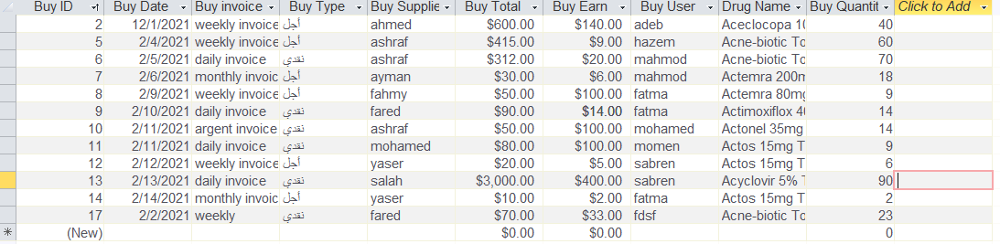 Buy ID Buy Date Buy invoice Buy Type Buy Supplie Buy Total Buy Earn Buy User Drug Name Buy Quantit Click to Add
2 12/1/2021 weekly invoice أجل ahmed $600.00 $140.00 adeb Aceclocopa 10 40
5 2/4/2021 weekly invoice أجل ashraf $415.00 $9.00 hazem Acne-biotic To 60
6 2/5/2021 daily invoice نقدي ashraf $312.00 $20.00 mahmod Acne-biotic To 70
7 2/6/2021 monthly invoic أجل ayman $30.00 $6.00 mahmod Actemra 200m 18
8 2/9/2021 weekly invoice أجل fahmy $50.00 $100.00 fatma Actemra 80mg 9
9 2/10/2021 daily invoice نقدي fared $90.00 $14.00 fatma Actimoxiflox 40 14
10 2/11/2021 argent invoice نقدي ashraf $50.00 $100.00 mohamed Actonel 35mg 14
11 2/11/2021 daily invoice نقدي mohamed $80.00 $100.00 momen Actos 15mg T 9
12 2/12/2021 weekly invoice أجل yaser $20.00 $5.00 sabren Actos 15mg T 6
13 2/13/2021 daily invoice نقدي salah $3,000.00 $400.00 sabren Acyclovir 5% T 90
14 2/14/2021 monthly invoic أجل yaser $10.00 $2.00 fatma Actos 15mg T 2
17 2/2/2021 weekly نقدي fared $70.00 $33.00 fdsf Acne-biotic To 23
(New) $0.00 $0.00 0